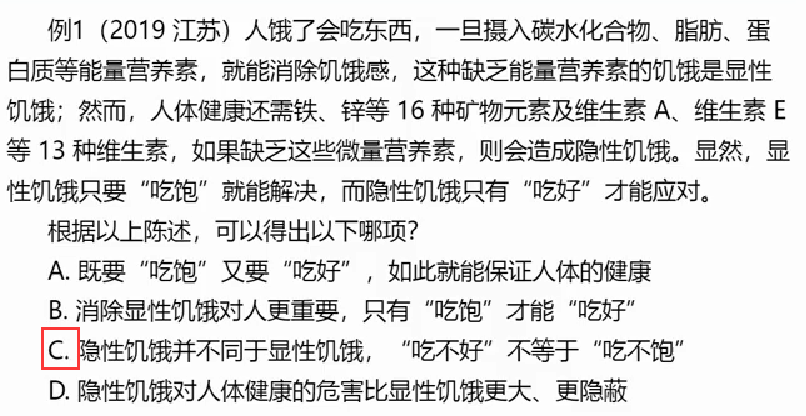 例1（2019 江苏）人饿了会吃东西，一旦摄入碳水化合物、脂肪、蛋
白质等能量营养素，就能消除饥饿感，这种缺乏能量营养素的饥饿是显性
饥饿；然而，人体健康还需铁、锌等 16 种矿物元素及维生素 A、维生素 E
等 13 种维生素，如果缺乏这些微量营养素，则会造成隐性饥饿。显然，显
性饥饿只要“吃饱”就能解决，而隐性饥饿只有“吃好”才能应对。
根据以上陈述，可以得出以下哪项？
A. 既要“吃饱”又要“吃好”，如此就能保证人体的健康
B. 消除显性饥饿对人更重要，只有“吃饱”才能“吃好”
C. 隐性饥饿并不同于显性饥饿，“吃不好”不等于“吃不饱”
D. 隐性饥饿对人体健康的危害比显性饥饿更大、更隐蔽